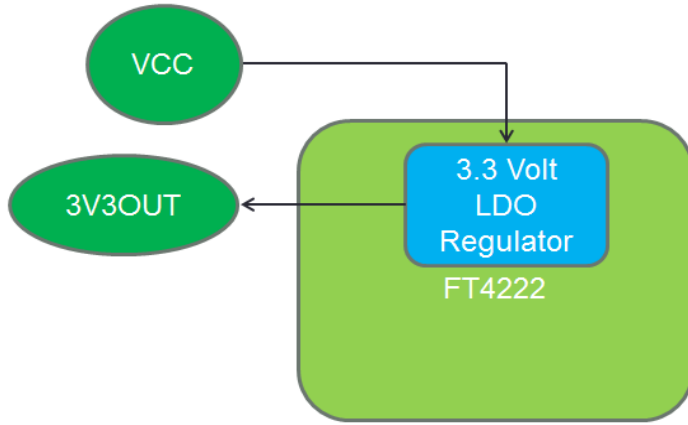 VCC
3V3OUT
3.3 Volt
LDO
Regulator
FT4222